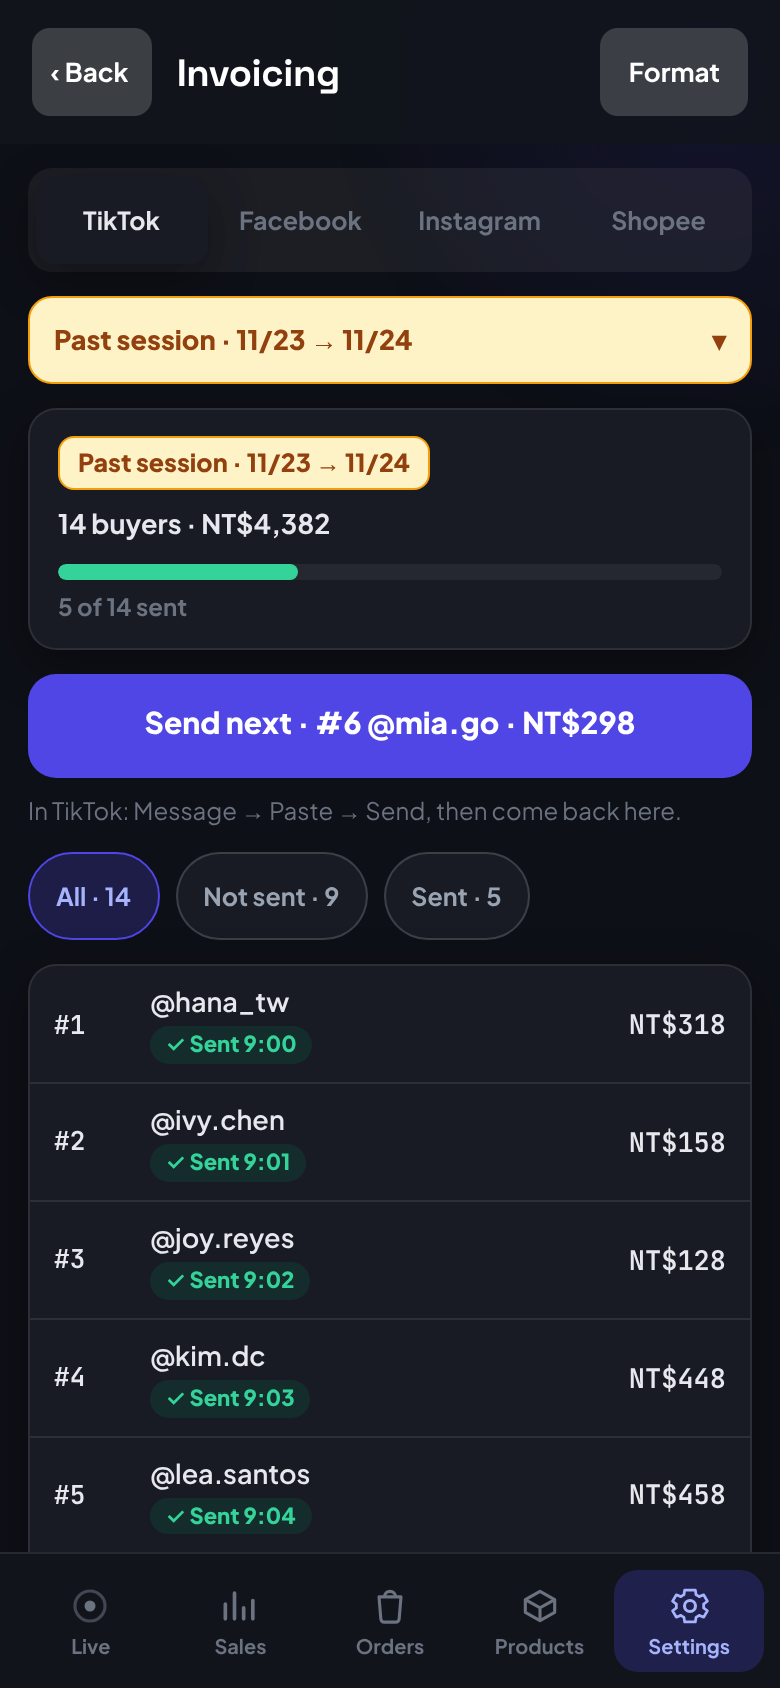 ‹ Back
Invoicing
Format
TikTok
Facebook
Instagram
Shopee
Past session · 11/23 → 11/24
▼
Past session · 11/23 → 11/24
14 buyers · NT$4,382
5 of 14 sent
Send next · #6 @mia.go · NT$298
In TikTok: Message → Paste → Send, then come back here.
All · 14
Not sent · 9
Sent · 5
#1
@hana_tw
✓ Sent 9:00
NT$318
#2
@ivy.chen
✓ Sent 9:01
NT$158
#3
@joy.reyes
✓ Sent 9:02
NT$128
#4
@kim.dc
✓ Sent 9:03
NT$448
#5
@lea.santos
✓ Sent 9:04
NT$458
Live
Sales
Orders
Products
Settings